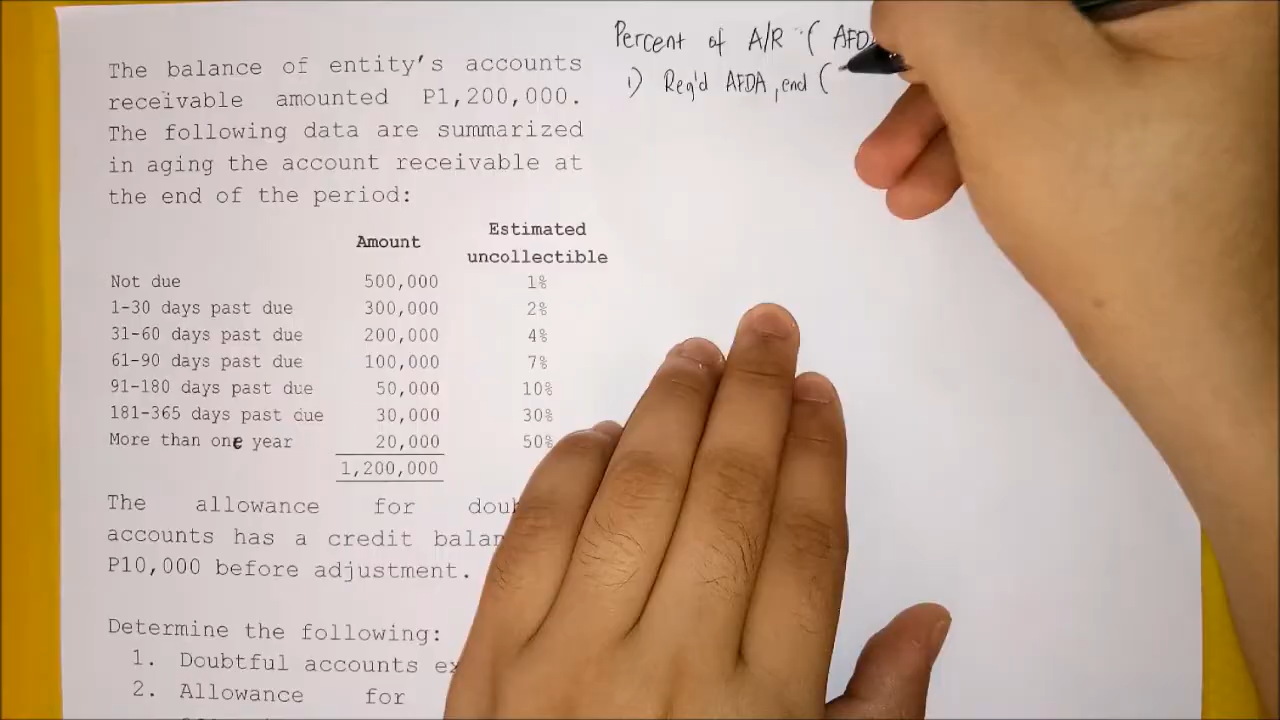 The balance of entity's accounts
receivable amounted P1,200,000.
The following data are summarized
in aging the account receivable at
the end of the period:
Amount Estimated uncollectible
Not due 500,000 1%
1-30 days past due 300,000 2%
31-60 days past due 200,000 4%
61-90 days past due 100,000 7%
91-180 days past due 50,000 10%
181-365 days past due 30,000 30%
More than one year 20,000 50%
1,200,000
The allowance for
accounts has a credit
P10,000 before adjustment.
Determine the following:
1. Doubtful accounts
2. Allowance for
Percent of A/R (
1) Req'd AFDA, end (